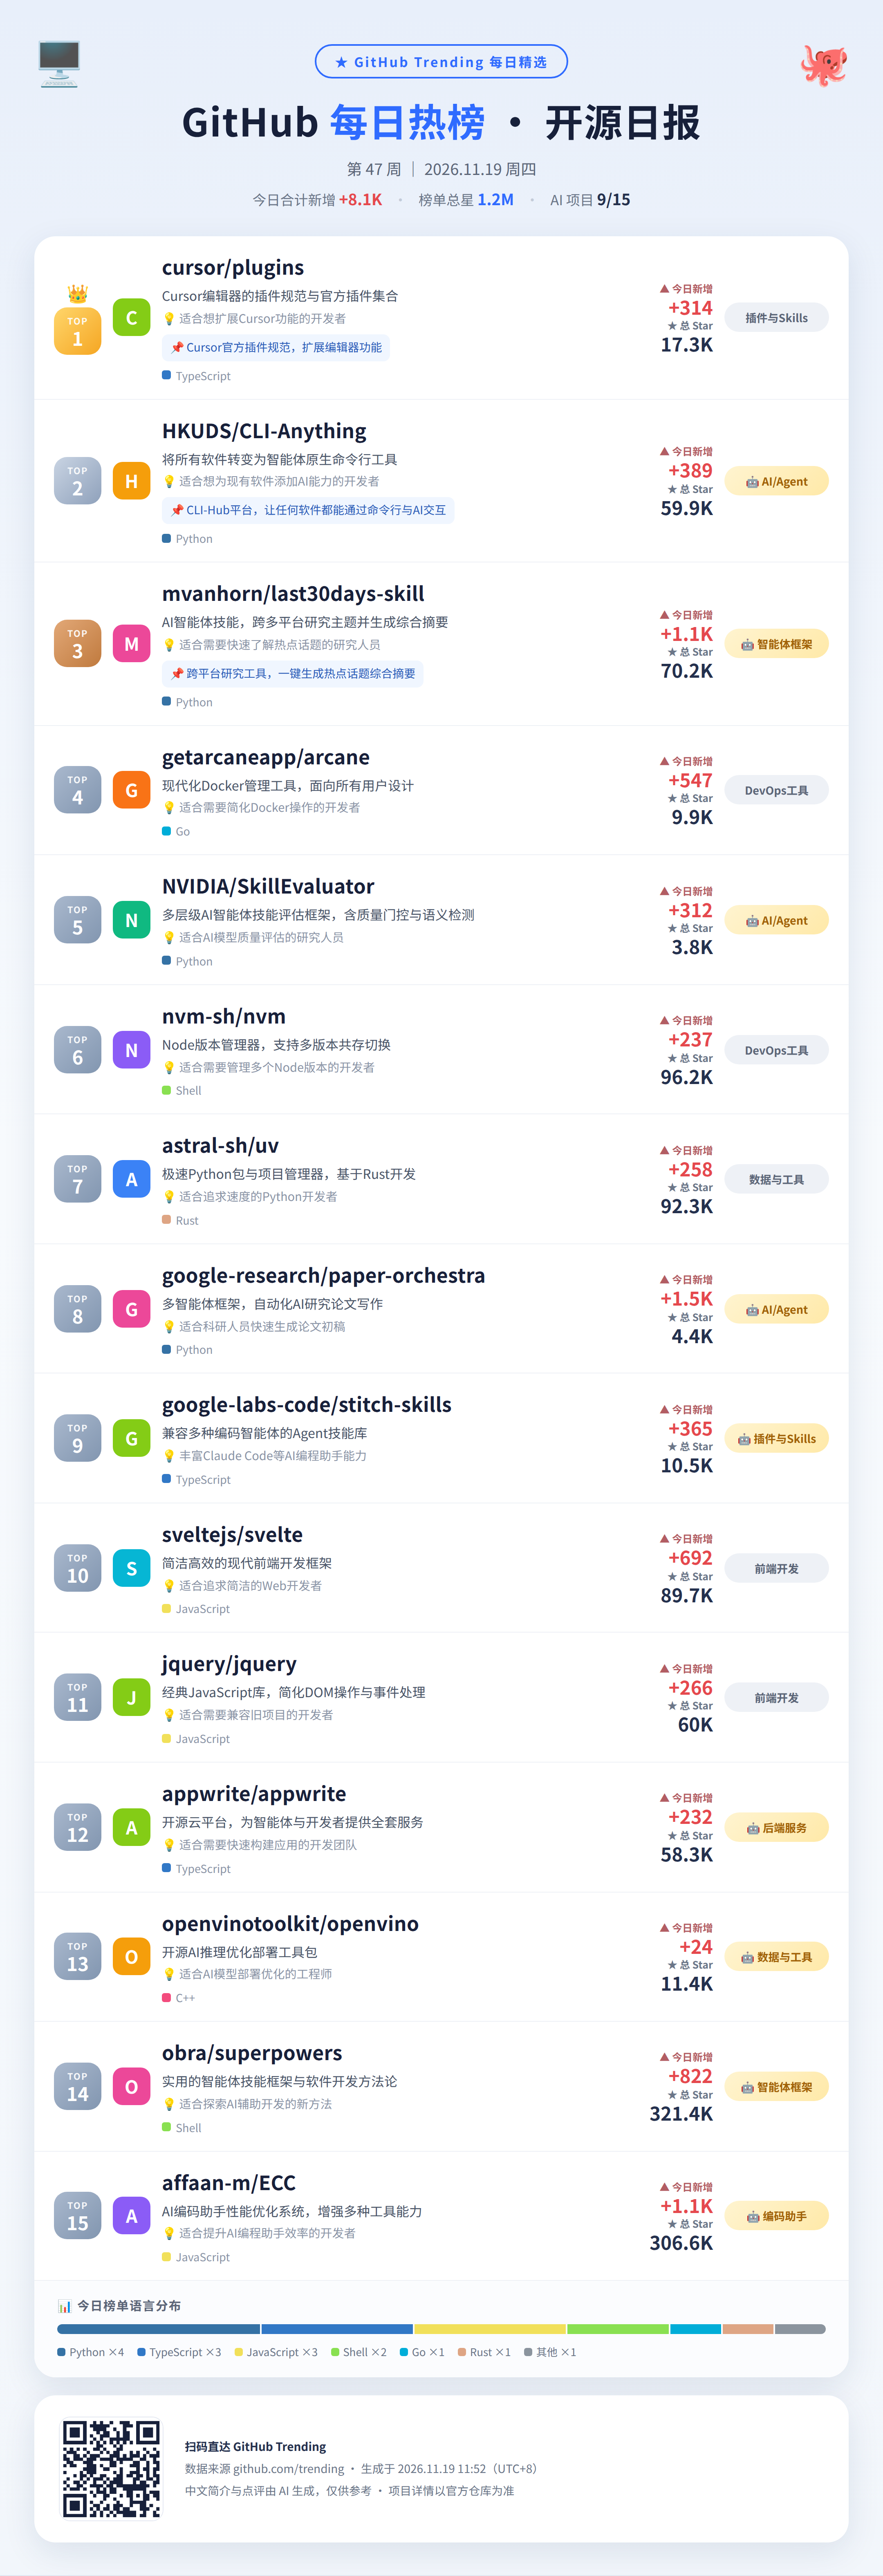 ★ GitHub Trending 每日精选
GitHub 每日热榜 · 开源日报
第 47 周 | 2026.11.19 周四
今日合计新增 +8.1K · 榜单总星 1.2M · AI 项目 9/15
TOP 1
C
cursor/plugins
Cursor编辑器的插件规范与官方插件集合
💡 适合想扩展Cursor功能的开发者
📌 Cursor官方插件规范，扩展编辑器功能
TypeScript
▲ 今日新增
+314
★ 总 Star
17.3K
插件与Skills
TOP 2
H
HKUDS/CLI-Anything
将所有软件转变为智能体原生命令行工具
💡 适合想为现有软件添加AI能力的开发者
📌 CLI-Hub平台，让任何软件都能通过命令行与AI交互
Python
▲ 今日新增
+389
★ 总 Star
59.9K
🤖 AI/Agent
TOP 3
M
mvanhorn/last30days-skill
AI智能体技能，跨多平台研究主题并生成综合摘要
💡 适合需要快速了解热点话题的研究人员
📌 跨平台研究工具，一键生成热点话题综合摘要
Python
▲ 今日新增
+1.1K
★ 总 Star
70.2K
🤖 智能体框架
TOP 4
G
getarcaneapp/arcane
现代化Docker管理工具，面向所有用户设计
💡 适合需要简化Docker操作的开发者
Go
▲ 今日新增
+547
★ 总 Star
9.9K
DevOps工具
TOP 5
N
NVIDIA/SkillEvaluator
多层级AI智能体技能评估框架，含质量门控与语义检测
💡 适合AI模型质量评估的研究人员
Python
▲ 今日新增
+312
★ 总 Star
3.8K
🤖 AI/Agent
TOP 6
N
nvm-sh/nvm
Node版本管理器，支持多版本共存切换
💡 适合需要管理多个Node版本的开发者
Shell
▲ 今日新增
+237
★ 总 Star
96.2K
DevOps工具
TOP 7
A
astral-sh/uv
极速Python包与项目管理器，基于Rust开发
💡 适合追求速度的Python开发者
Rust
▲ 今日新增
+258
★ 总 Star
92.3K
数据与工具
TOP 8
G
google-research/paper-orchestra
多智能体框架，自动化AI研究论文写作
💡 适合科研人员快速生成论文初稿
Python
▲ 今日新增
+1.5K
★ 总 Star
4.4K
🤖 AI/Agent
TOP 9
G
google-labs-code/stitch-skills
兼容多种编码智能体的Agent技能库
💡 丰富Claude Code等AI编程助手能力
TypeScript
▲ 今日新增
+365
★ 总 Star
10.5K
🤖 插件与Skills
TOP 10
S
sveltejs/svelte
简洁高效的现代前端开发框架
💡 适合追求简洁的Web开发者
JavaScript
▲ 今日新增
+692
★ 总 Star
89.7K
前端开发
TOP 11
J
jquery/jquery
经典JavaScript库，简化DOM操作与事件处理
💡 适合需要兼容旧项目的开发者
JavaScript
▲ 今日新增
+266
★ 总 Star
60K
前端开发
TOP 12
A
appwrite/appwrite
开源云平台，为智能体与开发者提供全套服务
💡 适合需要快速构建应用的开发团队
TypeScript
▲ 今日新增
+232
★ 总 Star
58.3K
🤖 后端服务
TOP 13
O
openvinotoolkit/openvino
开源AI推理优化部署工具包
💡 适合AI模型部署优化的工程师
C++
▲ 今日新增
+24
★ 总 Star
11.4K
🤖 数据与工具
TOP 14
O
obra/superpowers
实用的智能体技能框架与软件开发方法论
💡 适合探索AI辅助开发的新方法
Shell
▲ 今日新增
+822
★ 总 Star
321.4K
🤖 智能体框架
TOP 15
A
affaan-m/ECC
AI编码助手性能优化系统，增强多种工具能力
💡 适合提升AI编程助手效率的开发者
JavaScript
▲ 今日新增
+1.1K
★ 总 Star
306.6K
🤖 编码助手
📊 今日榜单语言分布
Python ×4 TypeScript ×3 JavaScript ×3 Shell ×2 Go ×1 Rust ×1 其他 ×1
扫码直达 GitHub Trending
数据来源 github.com/trending · 生成于 2026.11.19 11:52（UTC+8）
中文简介与点评由 AI 生成，仅供参考 · 项目详情以官方仓库为准